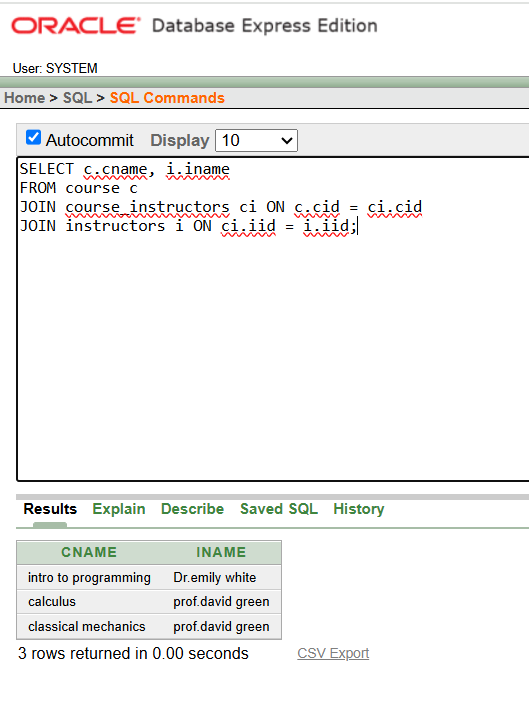 ORACLE® Database Express Edition
User: SYSTEM
Home > SQL > SQL Commands
Autocommit Display 10
SELECT c.cname, i.iname
FROM course c
JOIN course_instructors ci ON c.cid = ci.cid
JOIN instructors i ON ci.iid = i.iid;
Results Explain Describe Saved SQL History
CNAME INAME
intro to programming Dr.emily white
calculus prof.david green
classical mechanics prof.david green
3 rows returned in 0.00 seconds CSV Export